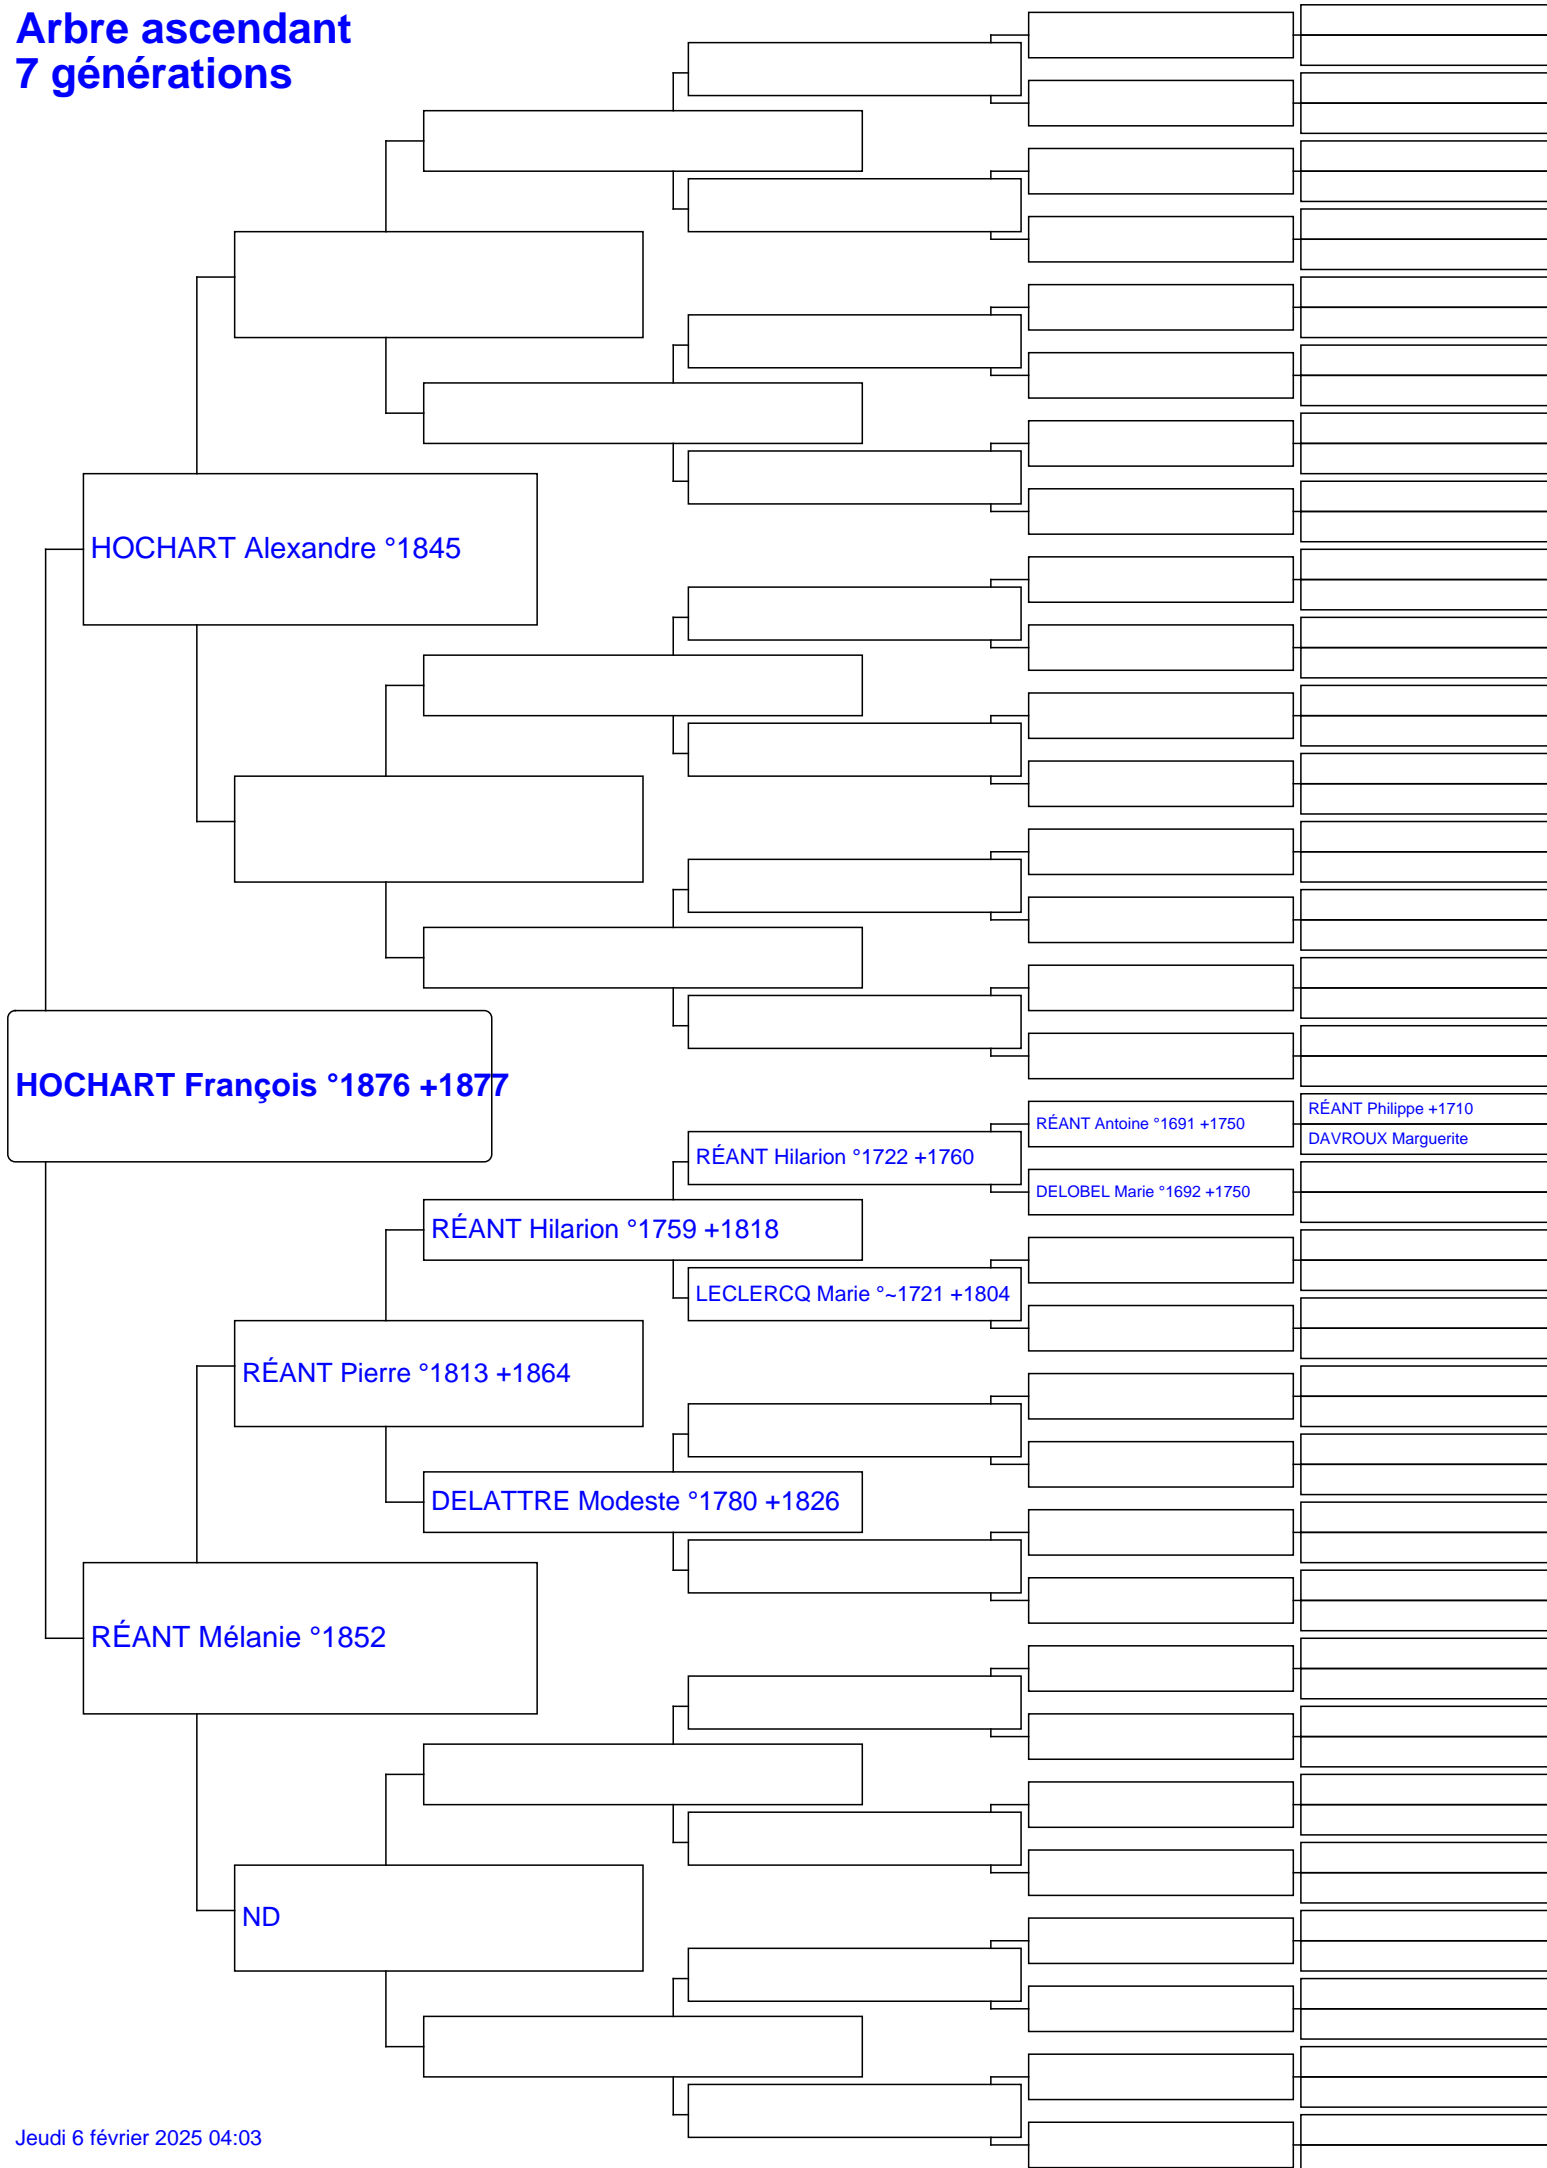 Arbre ascendant
7 générations
HOCHART Alexandre °1845
HOCHART François °1876 +1877
RÉANT Antoine °1691 +1750
RÉANT Philippe +1710
DAVROUX Marguerite
RÉANT Hilarion °1722 +1760
DELOBEL Marie °1692 +1750
RÉANT Hilarion °1759 +1818
LECLERCQ Marie °~1721 +1804
RÉANT Pierre °1813 +1864
DELATTRE Modeste °1780 +1826
RÉANT Mélanie °1852
ND
Jeudi 6 février 2025 04:03